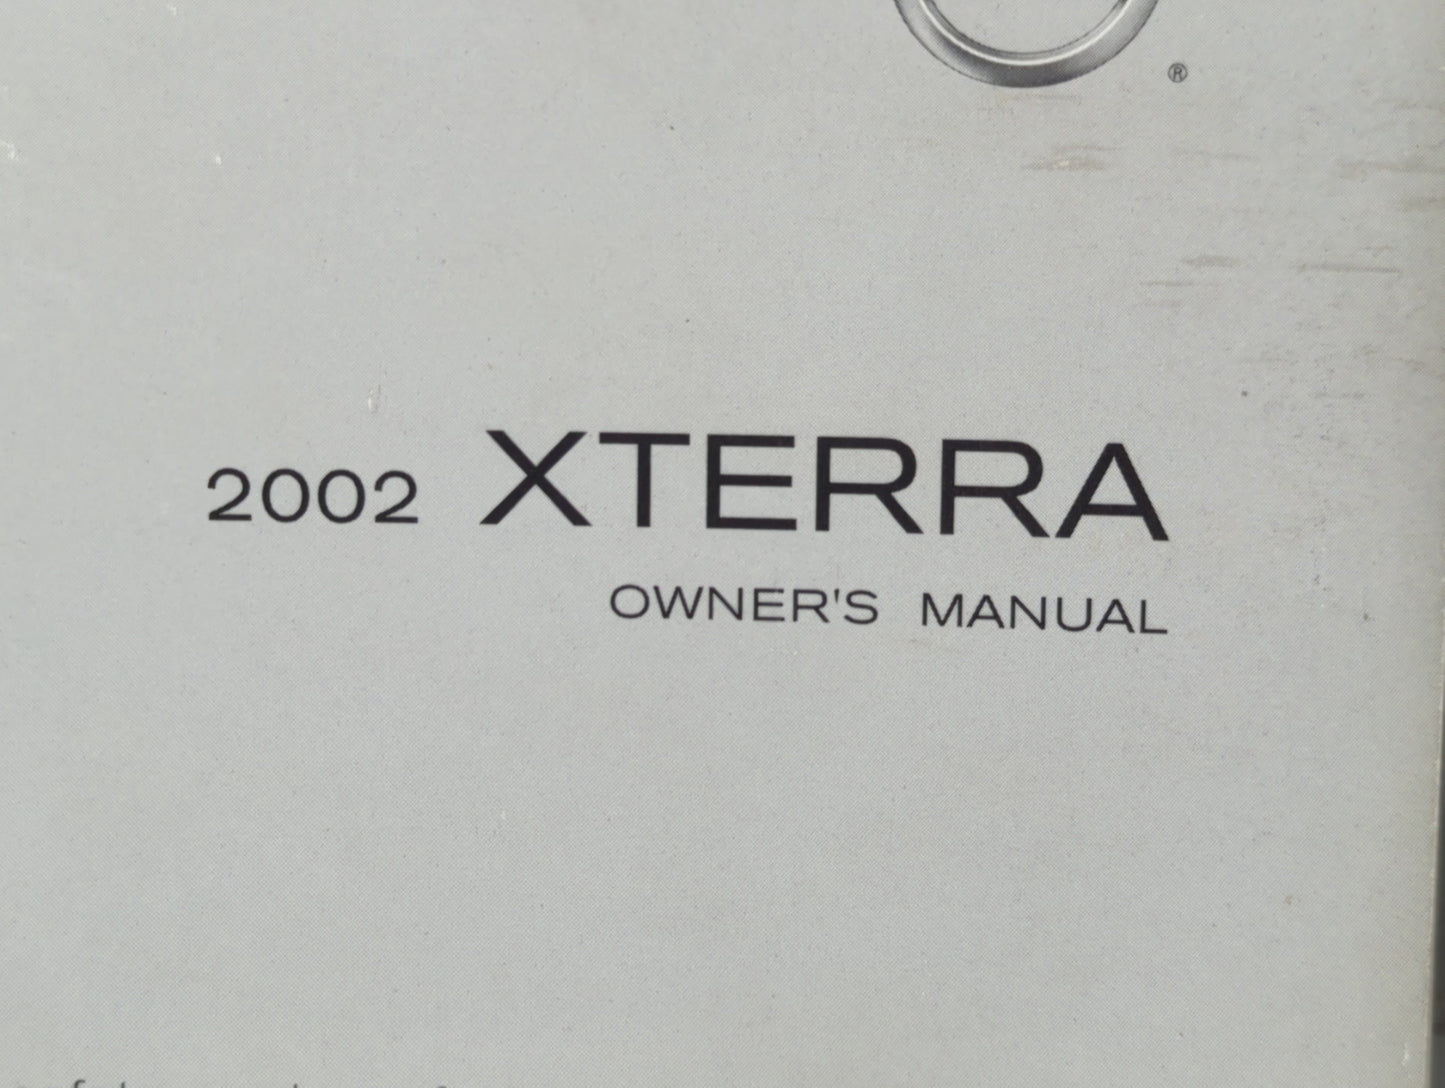 ®
2002 XTERRA
OWNER'S MANUAL